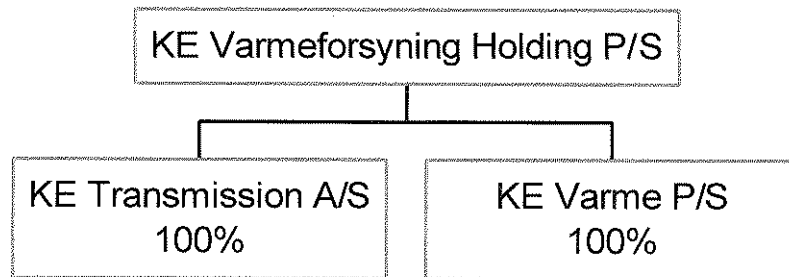 KE Varmeforsyning Holding P/S
KE Transmission A/S
100%
KE Varme P/S
100%